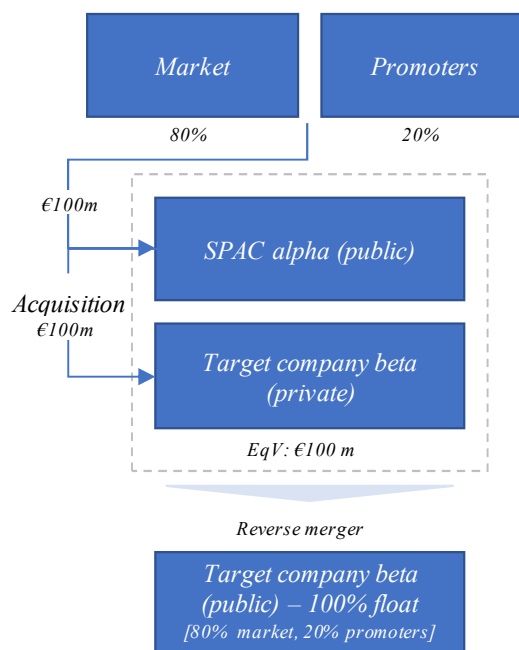 Market
Promoters
80%
20%
€100m
SPAC alpha (public)
Acquisition
€100m
Target company beta
(private)
EqV: €100 m
Reverse merger
Target company beta
(public) – 100% float
[80% market, 20% promoters]